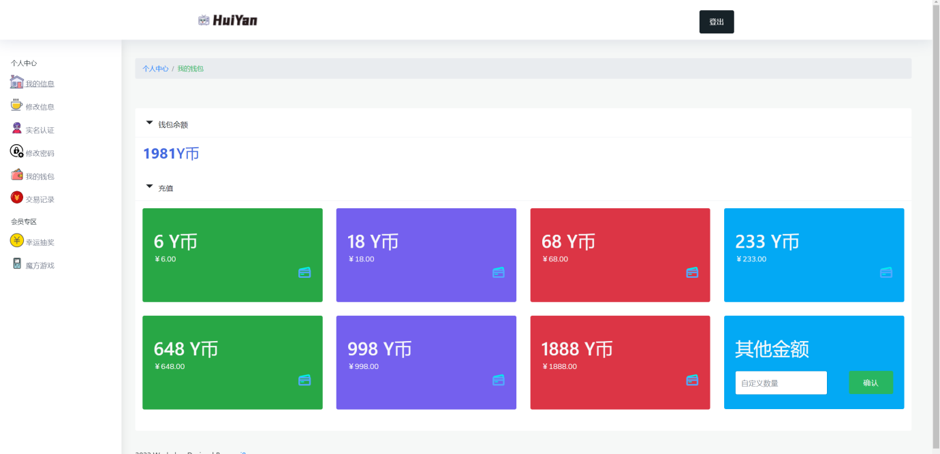 HuiYan
登出
个人中心
我的信息
修改信息
实名认证
修改密码
我的钱包
交易记录
会员专区
幸运抽奖
魔方游戏
个人中心 / 我的钱包
钱包余额
1981Y币
充值
6 Y币
¥6.00
18 Y币
¥18.00
68 Y币
¥68.00
233 Y币
¥233.00
648 Y币
¥648.00
998 Y币
¥998.00
1888 Y币
¥1888.00
其他金额
自定义数量
确认